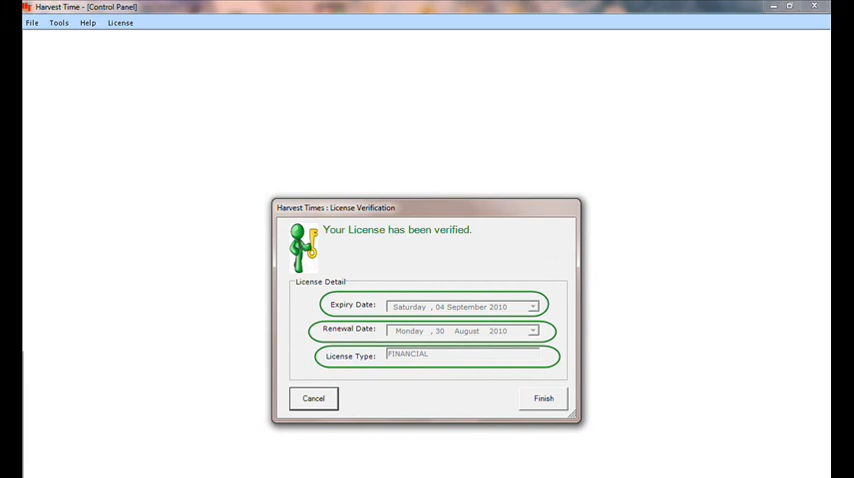 Harvest Time - [Control Panel]
File Tools Help License
Harvest Times : License Verification
Your License has been verified.
License Detail
Expiry Date: Saturday , 04 September 2010
Renewal Date: Monday , 30 August 2010
License Type: FINANCIAL
Cancel Finish